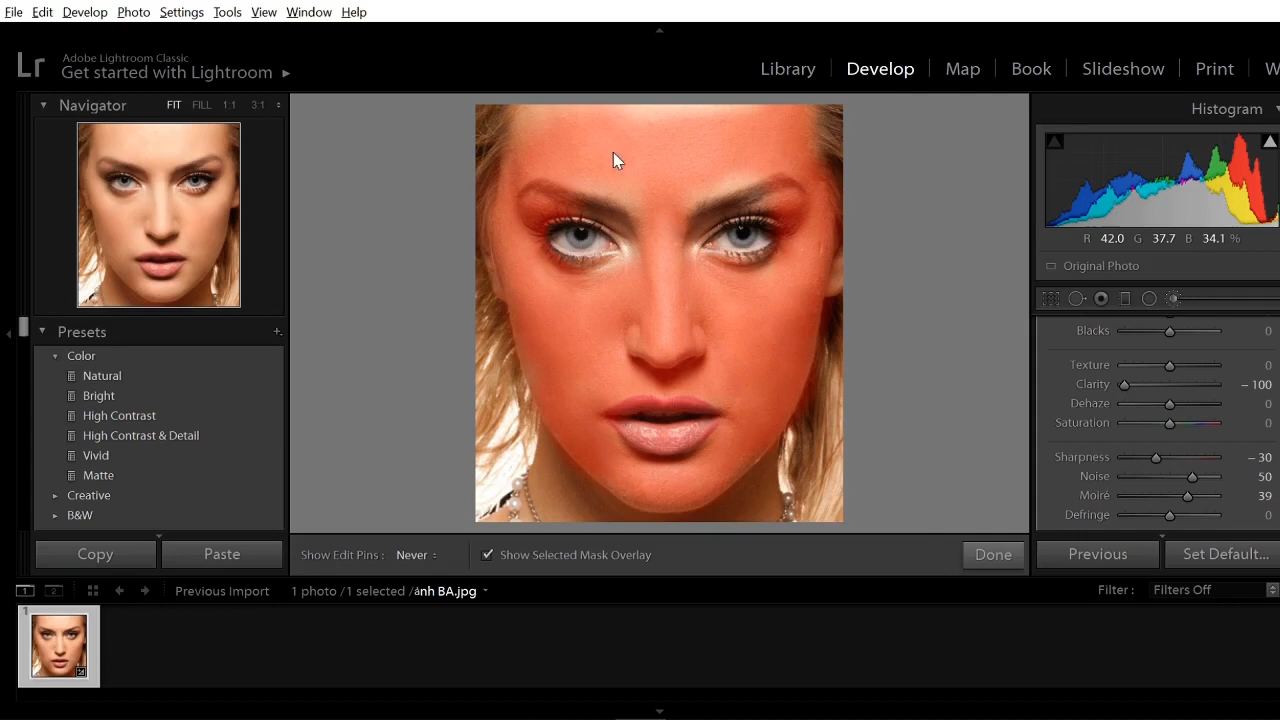 File Edit Develop Photo Settings Tools View Window Help
Lr Adobe Lightroom Classic
Get started with Lightroom
Library Develop Map Book Slideshow Print W
Navigator FIT FILL 1:1 3:1
Histogram
R 42.0 G 37.7 B 34.1 %
Original Photo
Presets
Color
Natural
Bright
High Contrast
High Contrast & Detail
Vivid
Matte
Creative
B&W
Blacks 0
Texture 0
Clarity – 100
Dehaze 0
Saturation 0
Sharpness – 30
Noise 50
Moiré 39
Defringe 0
Copy Paste
Show Edit Pins : Never Show Selected Mask Overlay Done
Previous Set Default...
1 2 Previous Import 1 photo /1 selected /ảnh BA.jpg Filter : Filters Off
1